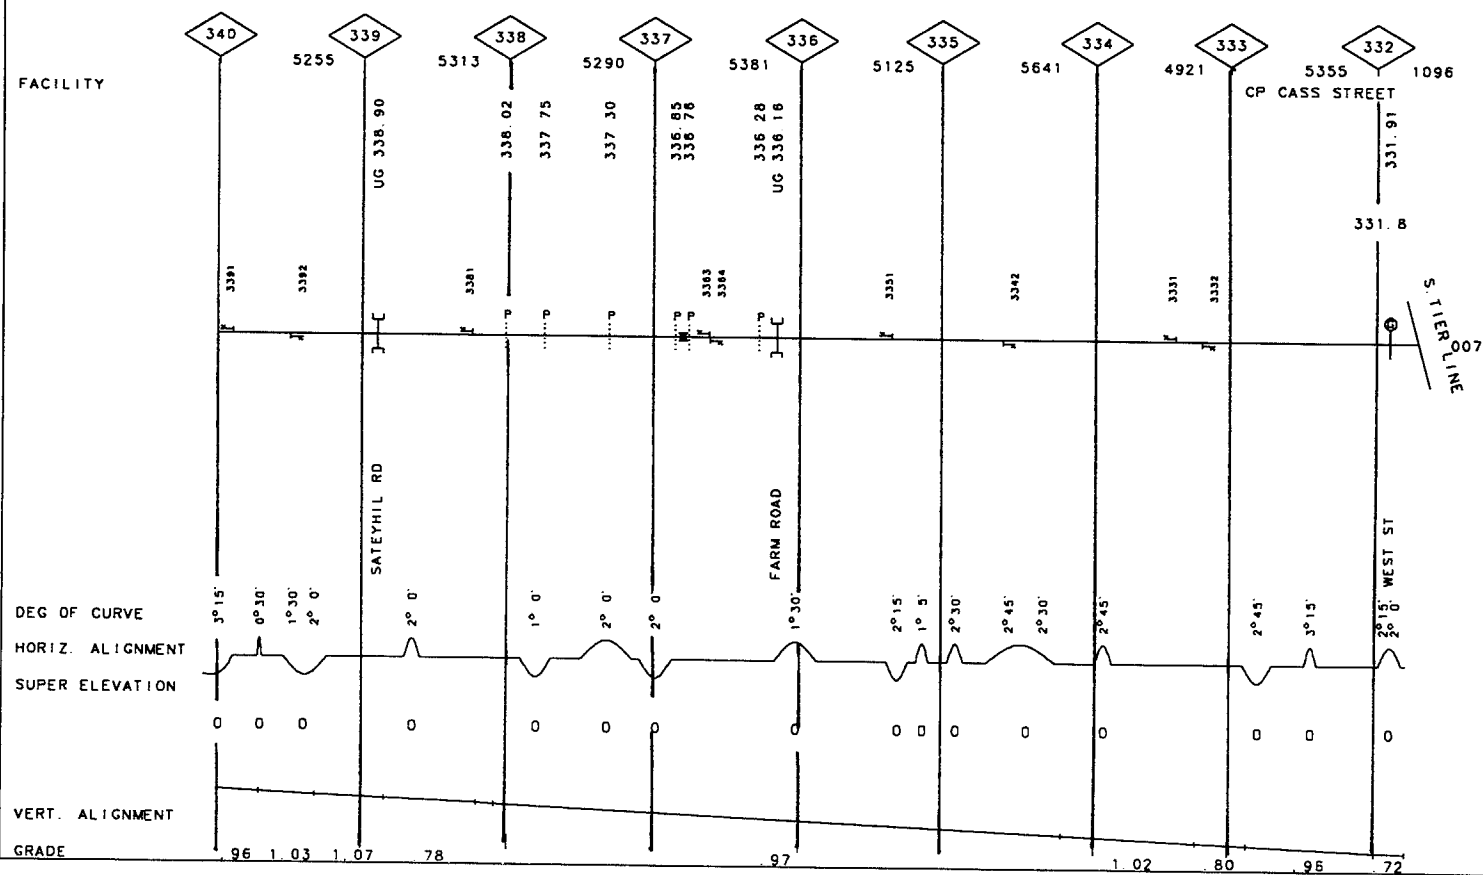 340 339 338 337 336 335 334 333 332
5255 5313 5290 5381 5125 5641 4921 5355 1096
FACILITY
CP CASS STREET
UG 338.90
338.02
337 75
337 30
336.85
336 76
336 28
UG 336 16
331.91
331.8
3391
3392
3381
3363
3364
3351
3342
3331
3332
P P P P P P
S. TIER LINE
007
SATEYHIL RD
FARM ROAD
WEST ST
DEG OF CURVE
3° 15' 0° 30' 1° 30' 2° 0' 2° 0' 1° 0' 2° 0' 2° 0' 1° 30' 2° 15' 1° 5' 2° 30' 2° 45' 2° 30' 2° 45' 2° 45' 3° 15' 2° 15' 2° 0'
HORIZ. ALIGNMENT
SUPER ELEVATION
0 0 0 0 0 0 0 0 0 0 0 0 0 0 0 0
VERT. ALIGNMENT
GRADE
.96 1.03 1.07 78 .97 1.02 .80 .95 .72